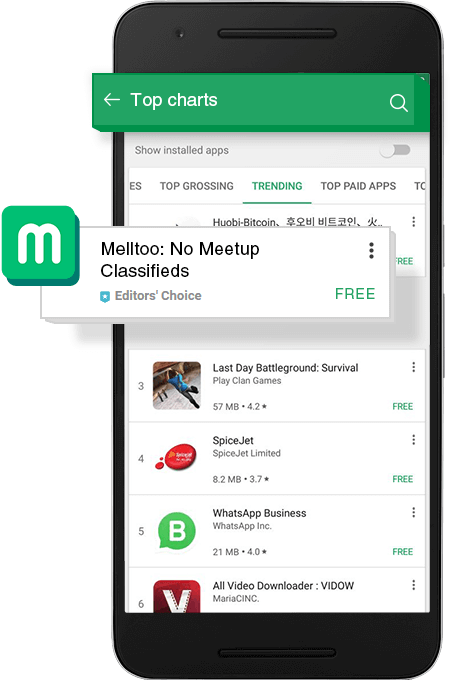 Top charts
Show installed apps
ES TOP GROSSING TRENDING TOP PAID APPS TO
Huobi-Bitcoin、후오비 비트코인、火..
FREE
m
Melltoo: No Meetup
Classifieds
Editors' Choice
FREE
3
Last Day Battleground: Survival
Play Clan Games
57 MB • 4.2 ★
FREE
4
SpiceJet
SpiceJet
SpiceJet Limited
8.2 MB • 3.7 ★
FREE
5
B
WhatsApp Business
WhatsApp Inc.
21 MB • 4.0 ★
FREE
6
V
All Video Downloader : VIDOW
MariaCINC.